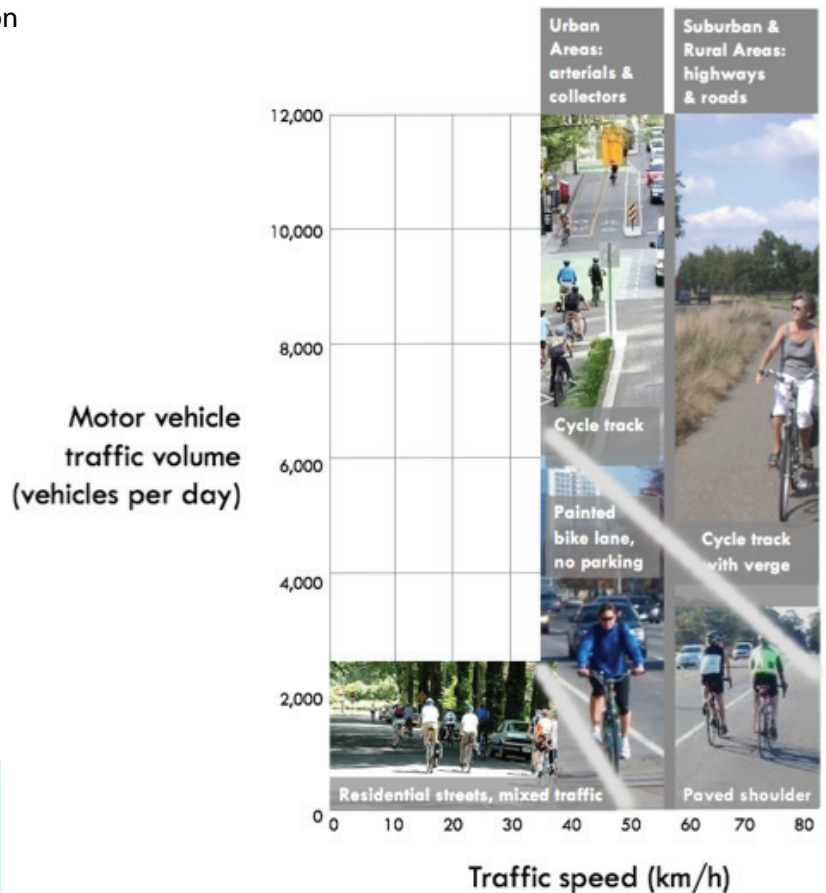 on
Urban
Areas:
arterials &
collectors
Suburban &
Rural Areas:
highways
& roads
12,000
10,000
8,000
6,000
4,000
2,000
0
Motor vehicle
traffic volume
(vehicles per day)
Cycle track
Painted
bike lane,
no parking
Cycle track
with verge
Residential streets, mixed traffic
Paved shoulder
0 10 20 30 40 50 60 70 80
Traffic speed (km/h)